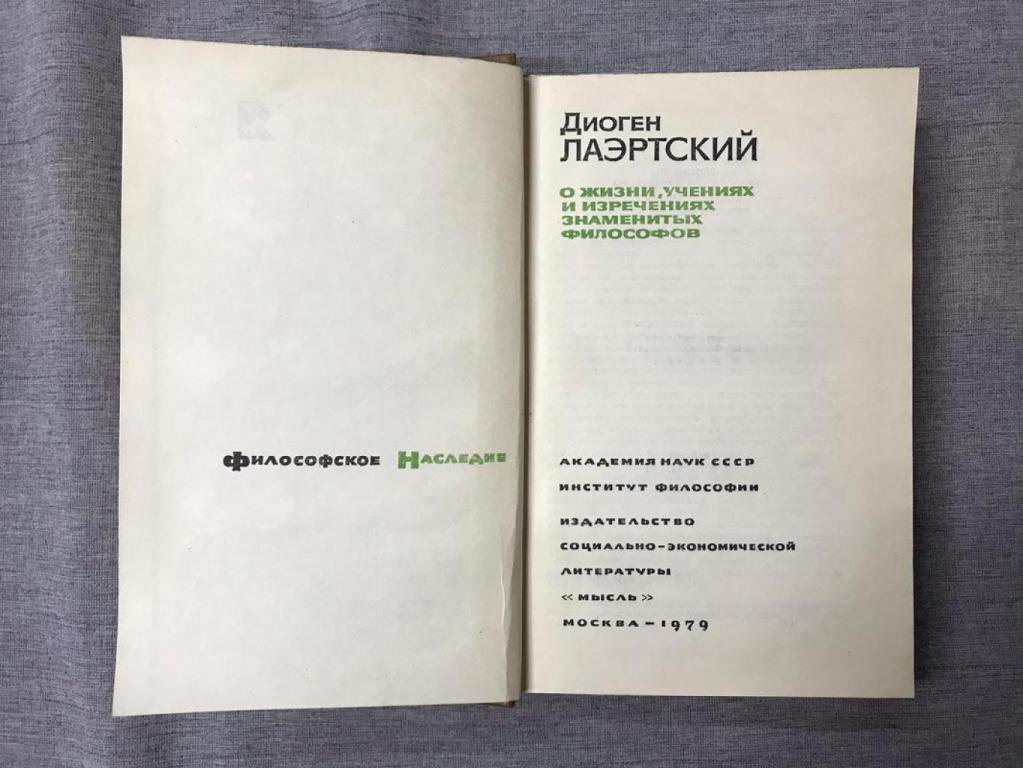 Философское Наследие
Диоген
ЛАЭРТСКИЙ
О ЖИЗНИ, УЧЕНИЯХ
И ИЗРЕЧЕНИЯХ
ЗНАМЕНИТЫХ
ФИЛОСОФОВ
АКАДЕМИЯ НАУК СССР
ИНСТИТУТ ФИЛОСОФИИ
ИЗДАТЕЛЬСТВО
СОЦИАЛЬНО-ЭКОНОМИЧЕСКОЙ
ЛИТЕРАТУРЫ
«МЫСЛЬ»
МОСКВА – 1979